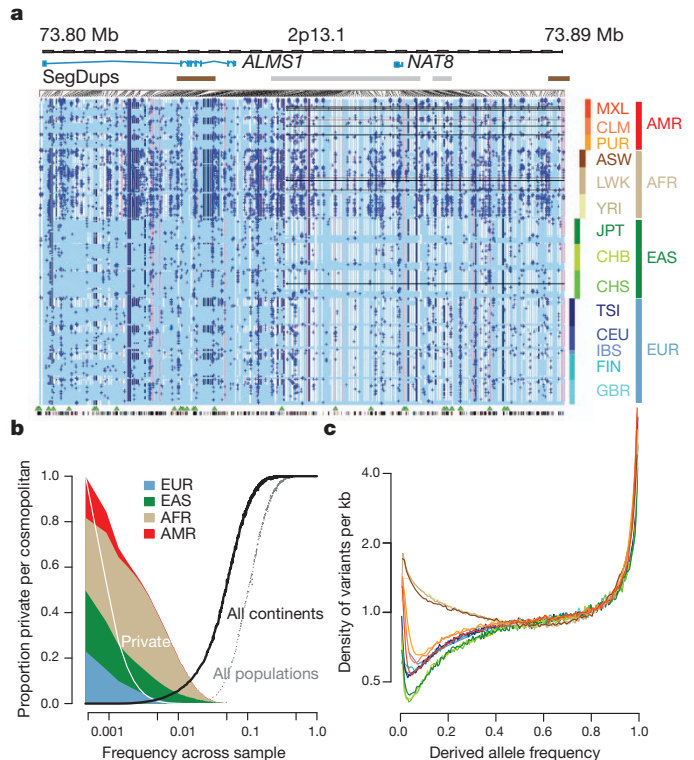 a
73.80 Mb 2p13.1 73.89 Mb
ALMS1 NAT8
SegDups
MXL
CLM
PUR
AMR
ASW
LWK
YRI
AFR
JPT
CHB
CHS
EAS
TSI
CEU
IBS
FIN
GBR
EUR
b
Proportion private per cosmopolitan
1.0
0.8
0.6
0.4
0.2
0.0
EUR
EAS
AFR
AMR
Private
All continents
All populations
0.001 0.01 0.1 1.0
Frequency across sample
c
Density of variants per kb
4.0
2.0
1.0
0.5
0.0 0.2 0.4 0.6 0.8 1.0
Derived allele frequency